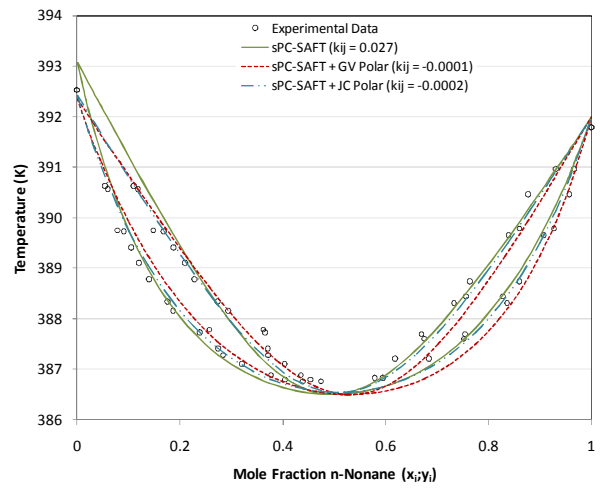 394
393
392
391
390
389
388
387
386
Temperature (K)
Experimental Data
sPC-SAFT (kij = 0.027)
sPC-SAFT + GV Polar (kij = -0.0001)
sPC-SAFT + JC Polar (kij = -0.0002)
0 0.2 0.4 0.6 0.8 1
Mole Fraction n-Nonane (xi;yi)